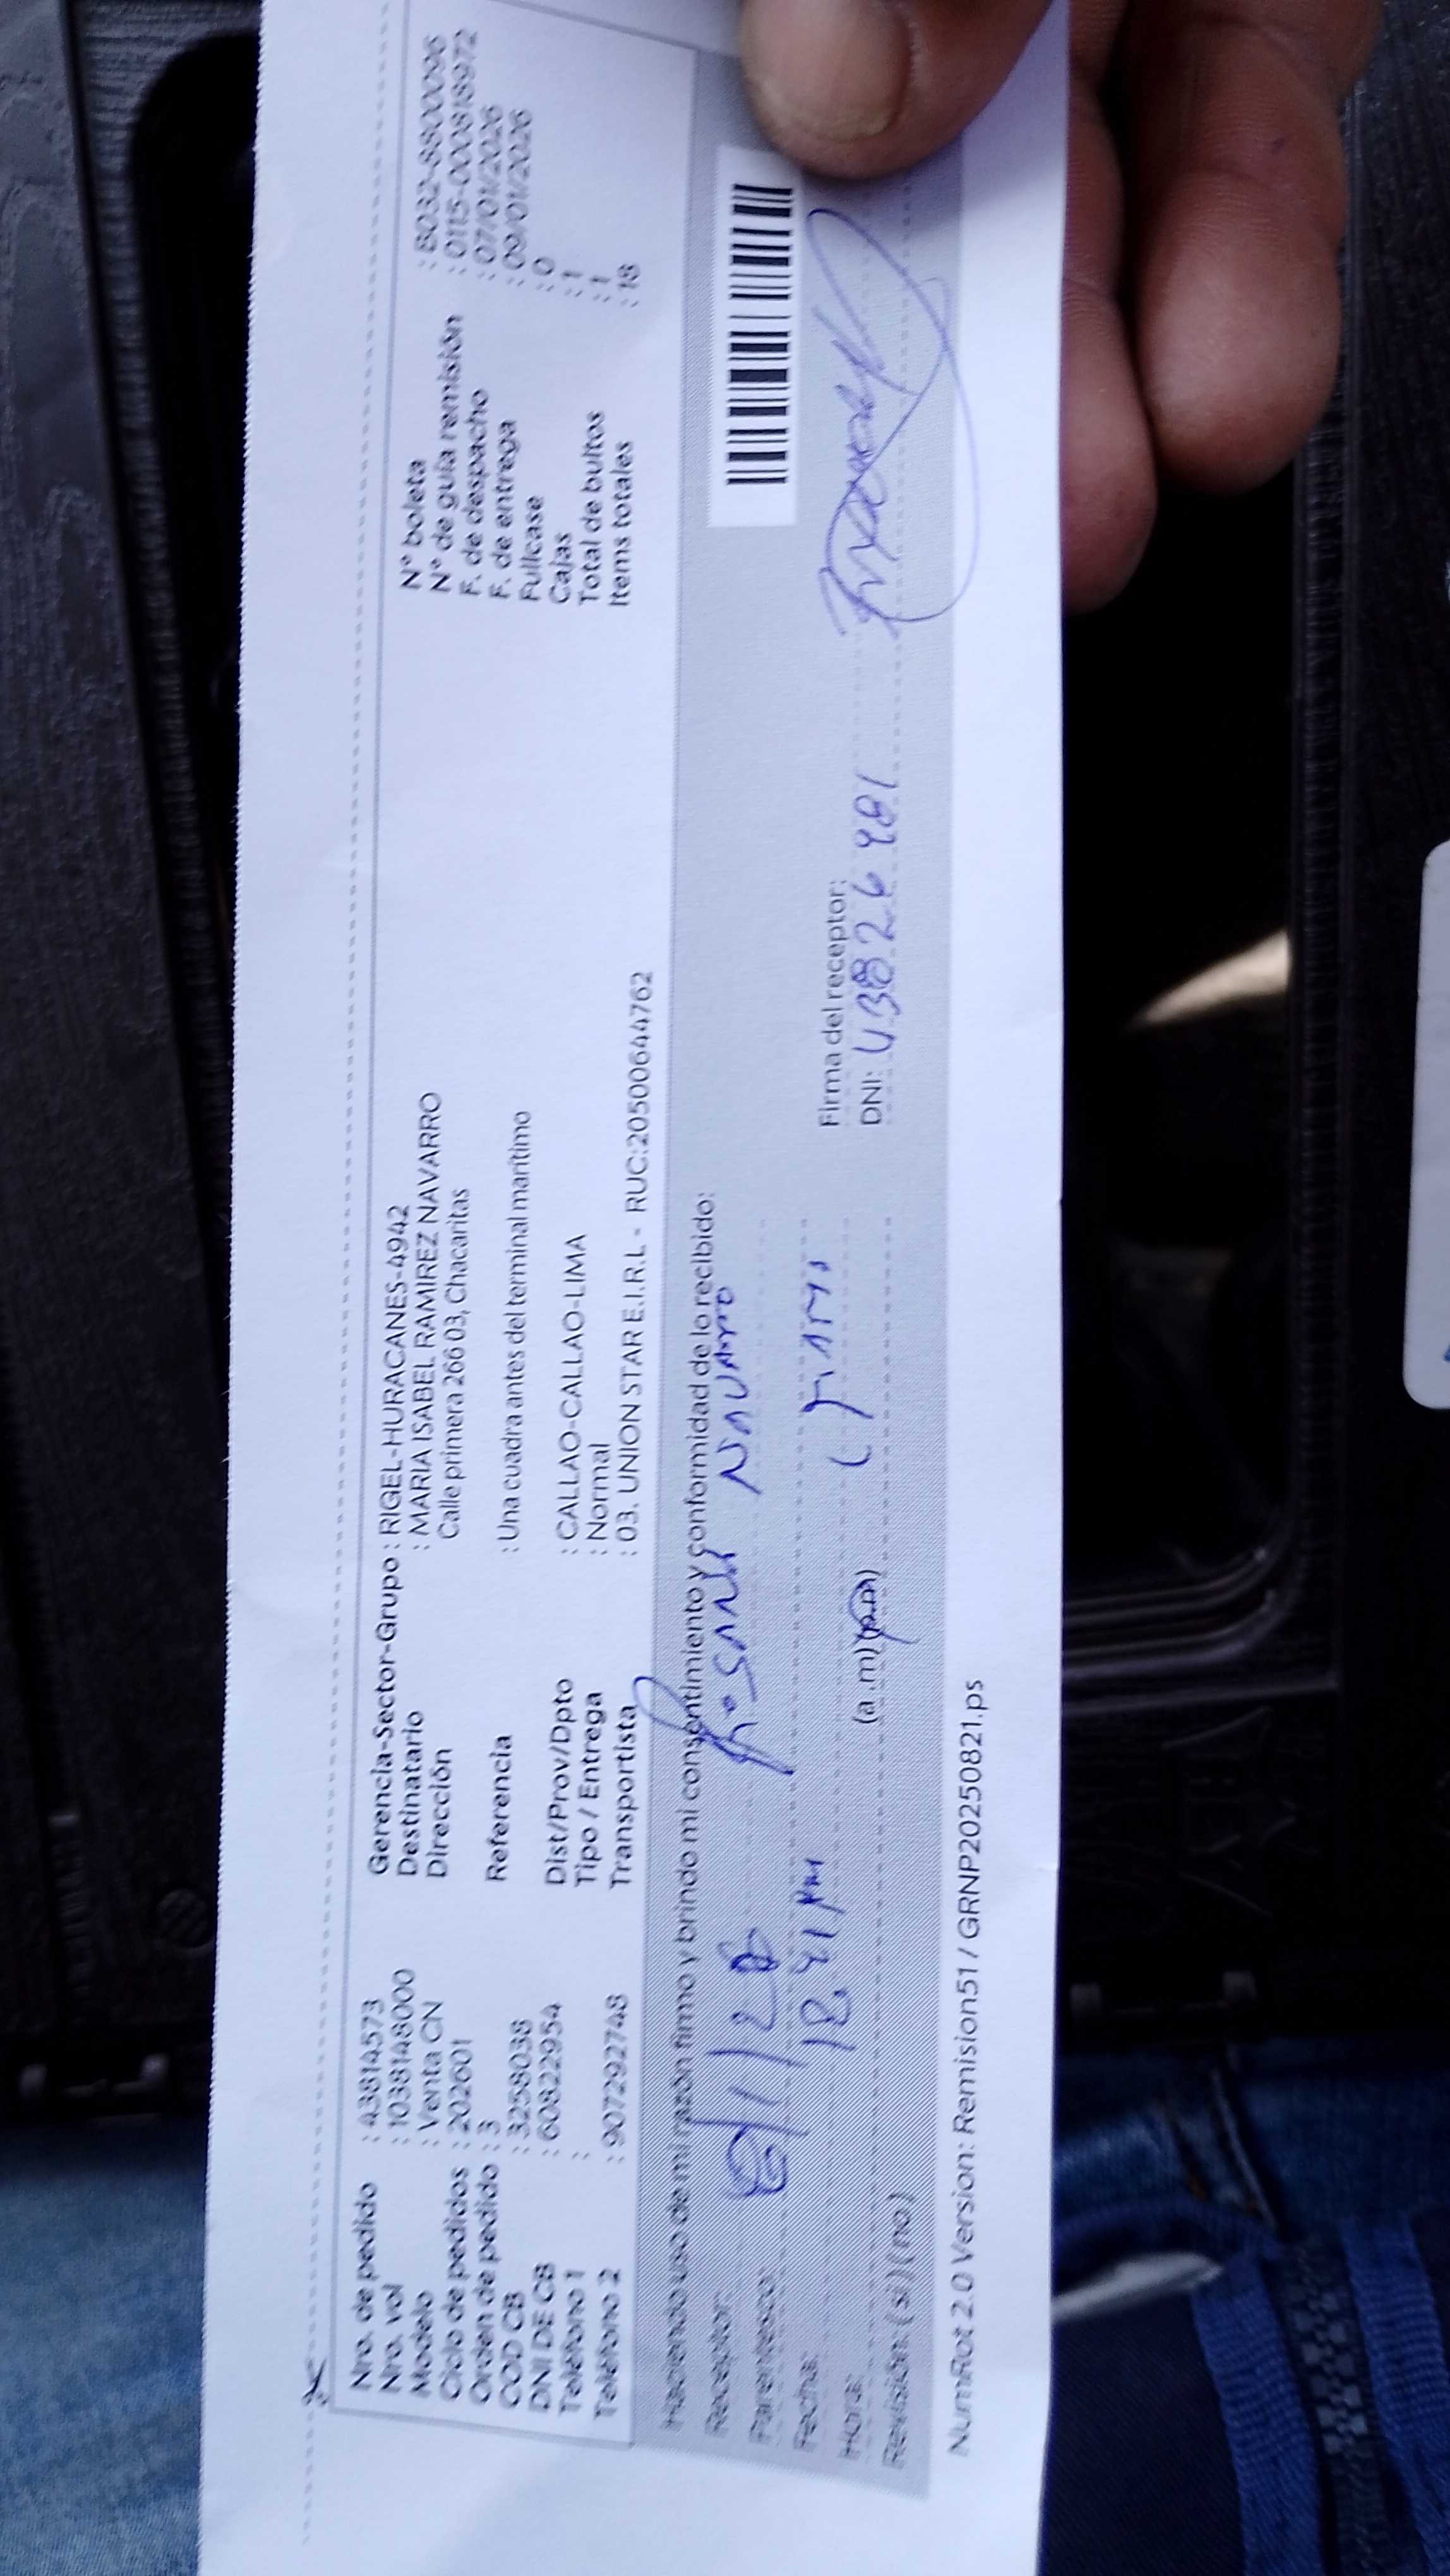 Nro. de pedido : 43814573
Nro. vol : 1038148000
Modelo : Venta CN
Ciclo de pedidos : 202601
Orden de pedido : 3
COD CB : 3258038
DNI DE CB : 60822954
Teléfono 1 :
Teléfono 2 : 907292748
Gerencia-Sector-Grupo : RIGEL-HURACANES-4942
Destinatario : MARIA ISABEL RAMIREZ NAVARRO
Dirección Calle primera 266 03, Chacaritas
Referencia : Una cuadra antes del terminal marítimo
Dist/Prov/Dpto : CALLAO-CALLAO-LIMA
Tipo / Entrega : Normal
Transportista : 03. UNION STAR E.I.R.L - RUC:20500644762
N° boleta : B032-8800096
N° de guía remisión : 0115-000818972
F. de despacho : 07/01/2026
F. de entrega : 09/01/2026
Fullcase : 0
Cajas : 1
Total de bultos : 1
Items totales : 18
Haciendo uso de mi razón firmo y brindo mi consentimiento y conformidad de lo recibido:
Receptor: Navarro
Parentesco:
Fecha:
Hora: (a .m) (p.m)
Revisión: (si) (no)
Firma del receptor:
DNI: 43826481
NumRot 2.0 Version: Remision51 / GRNP20250821.ps